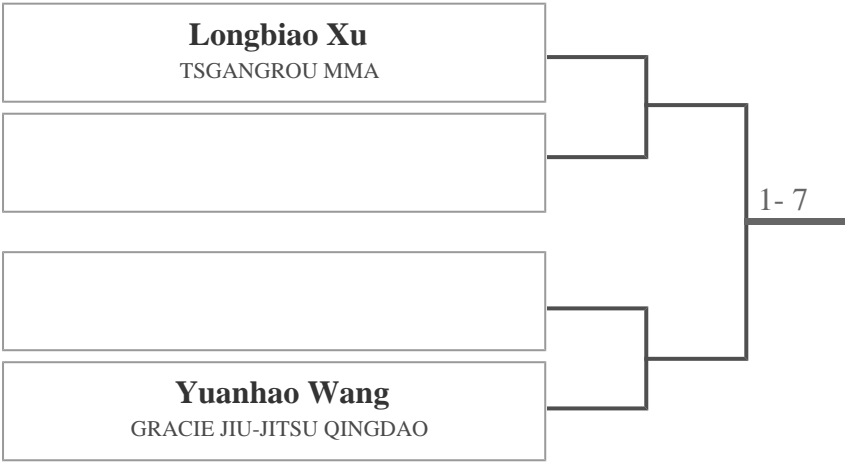 Longbiao Xu
TSGANGROU MMA
1- 7
Yuanhao Wang
GRACIE JIU-JITSU QINGDAO